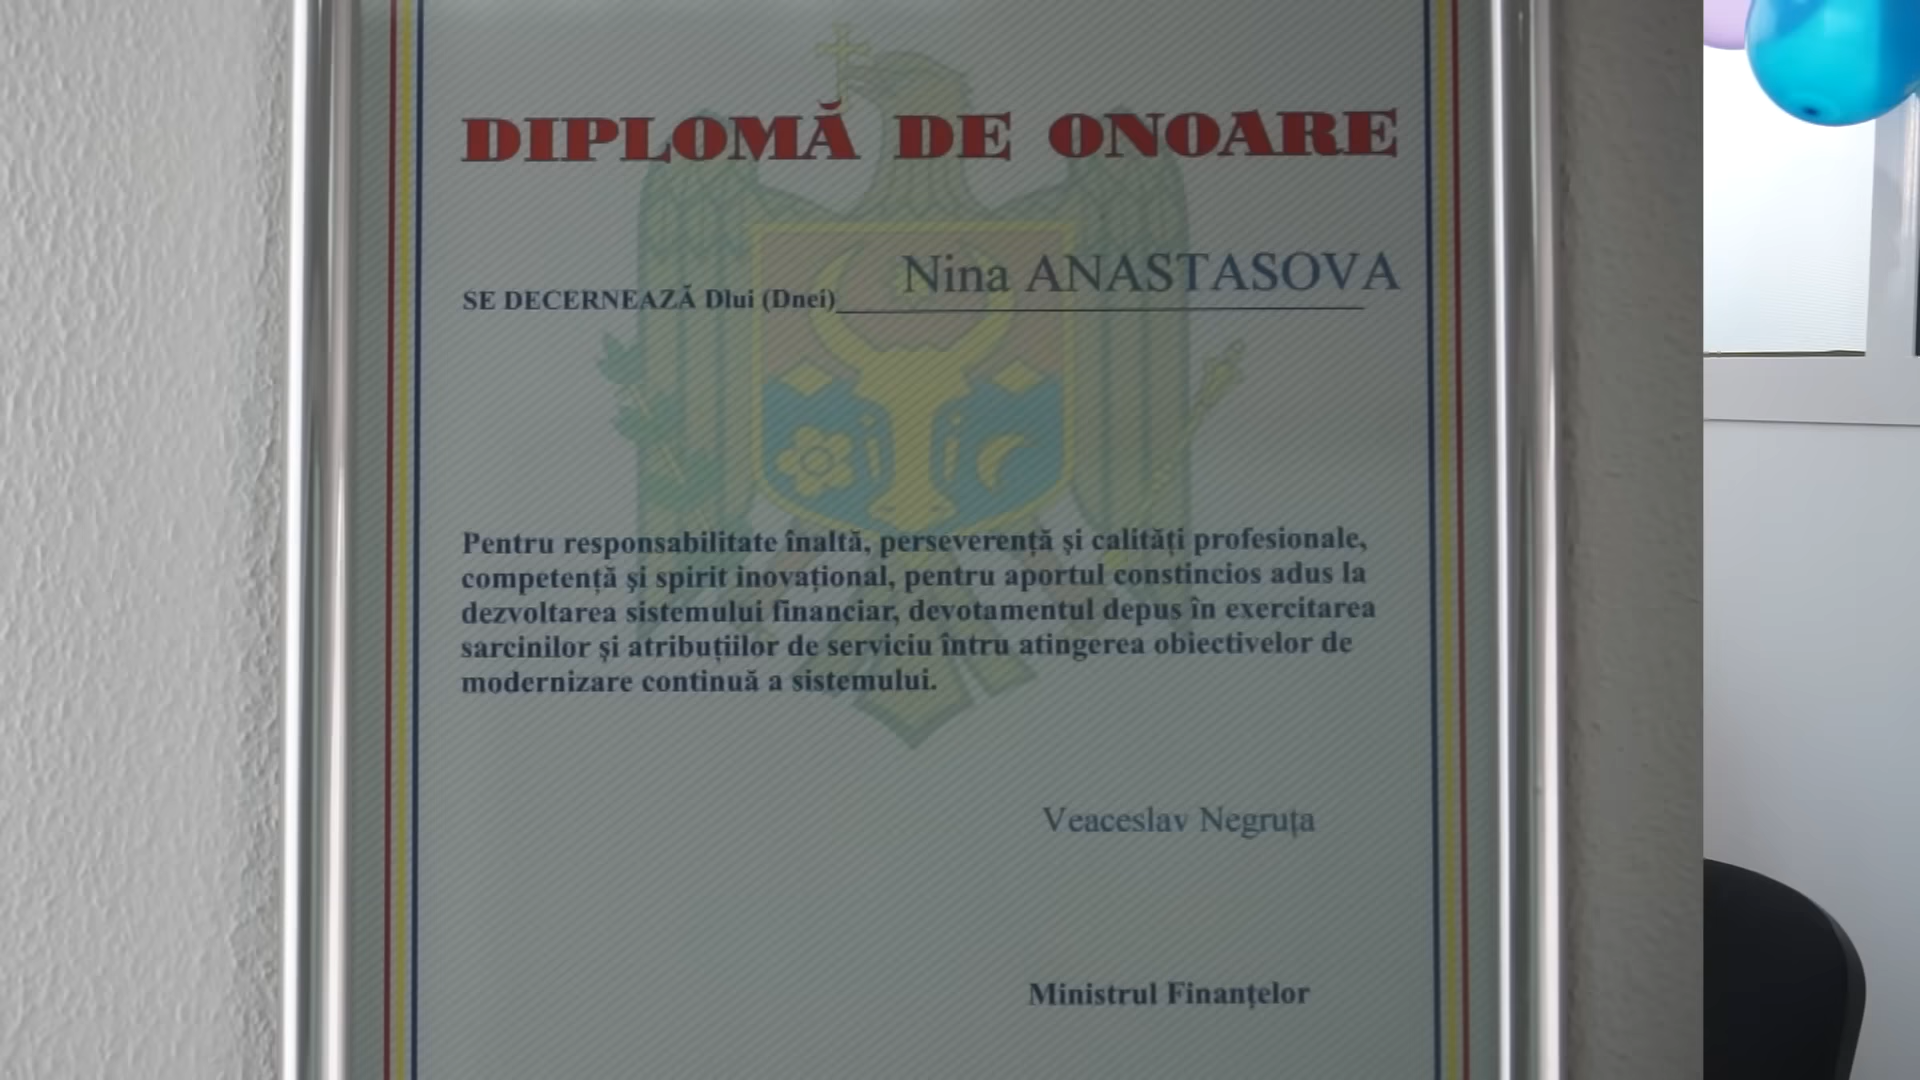 DIPLOMĂ DE ONOARE
Nina ANASTASOVA
SE DECERNEAZĂ Dlui (Dnei)
Pentru responsabilitate înaltă, perseverență și calități profesionale,
competență și spirit inovațional, pentru aportul constincios adus la
dezvoltarea sistemului financiar, devotamentul depus în exercitarea
sarcinilor și atribuțiilor de serviciu întru atingerea obiectivelor de
modernizare continuă a sistemului.
Veaceslav Negruța
Ministrul Finanțelor